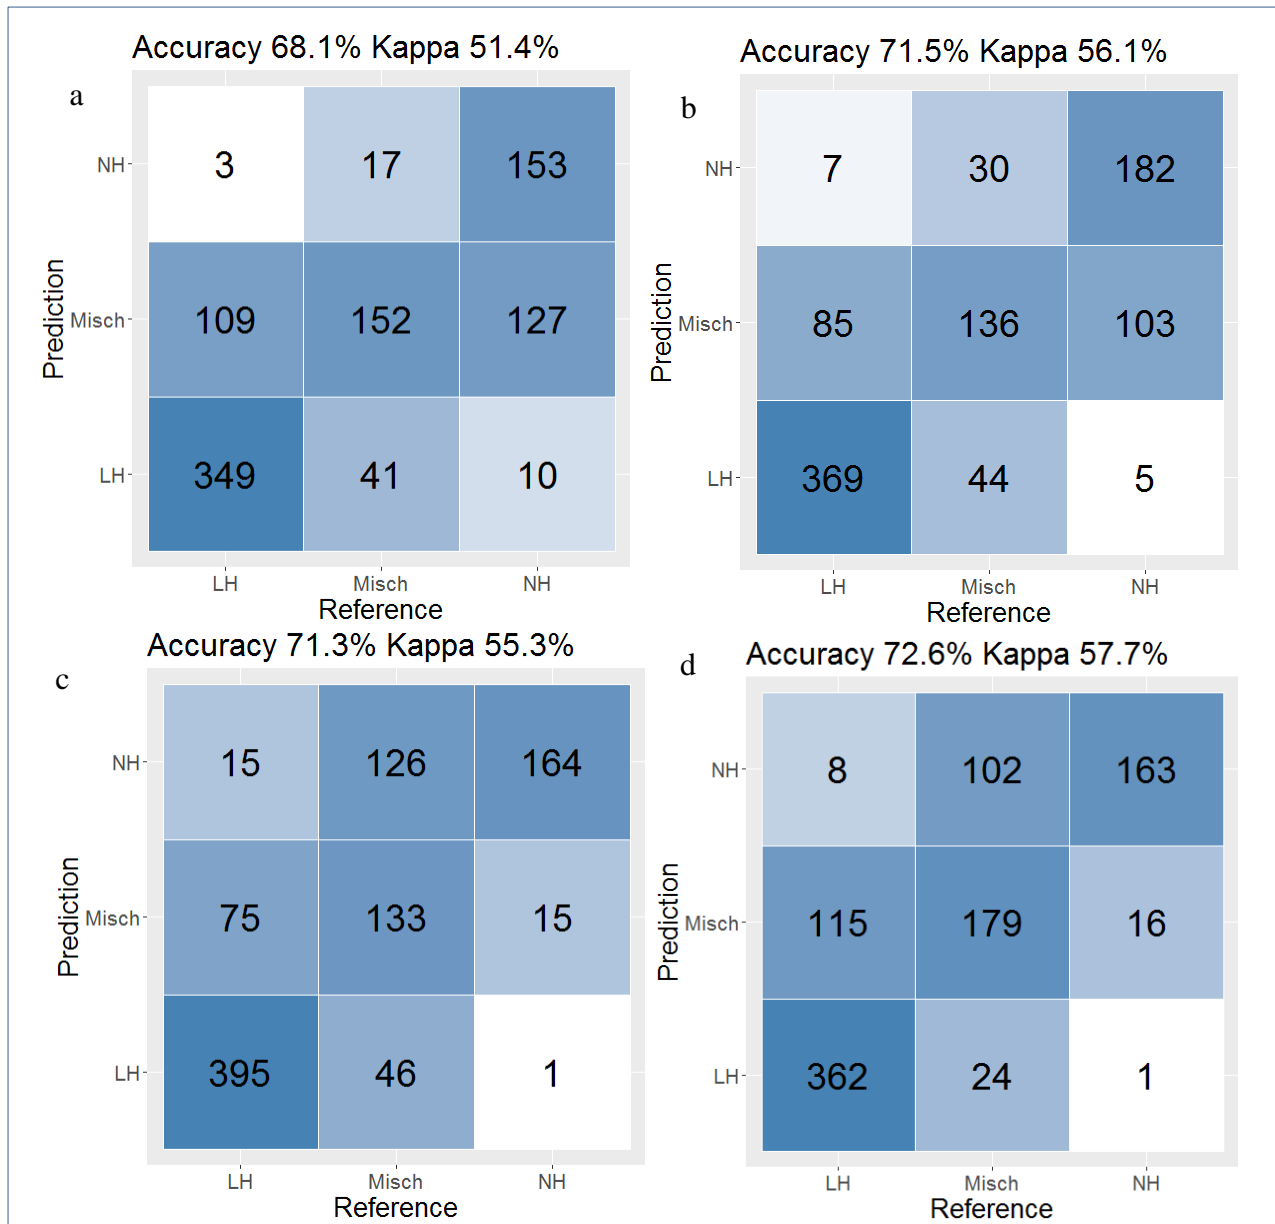 Accuracy 68.1% Kappa 51.4%
a
NH 3 17 153
Misch 109 152 127
LH 349 41 10
Prediction
LH Misch NH
Reference
Accuracy 71.5% Kappa 56.1%
b
NH 7 30 182
Misch 85 136 103
LH 369 44 5
Prediction
LH Misch NH
Reference
Accuracy 71.3% Kappa 55.3%
c
NH 15 126 164
Misch 75 133 15
LH 395 46 1
Prediction
LH Misch NH
Reference
Accuracy 72.6% Kappa 57.7%
d
NH 8 102 163
Misch 115 179 16
LH 362 24 1
Prediction
LH Misch NH
Reference